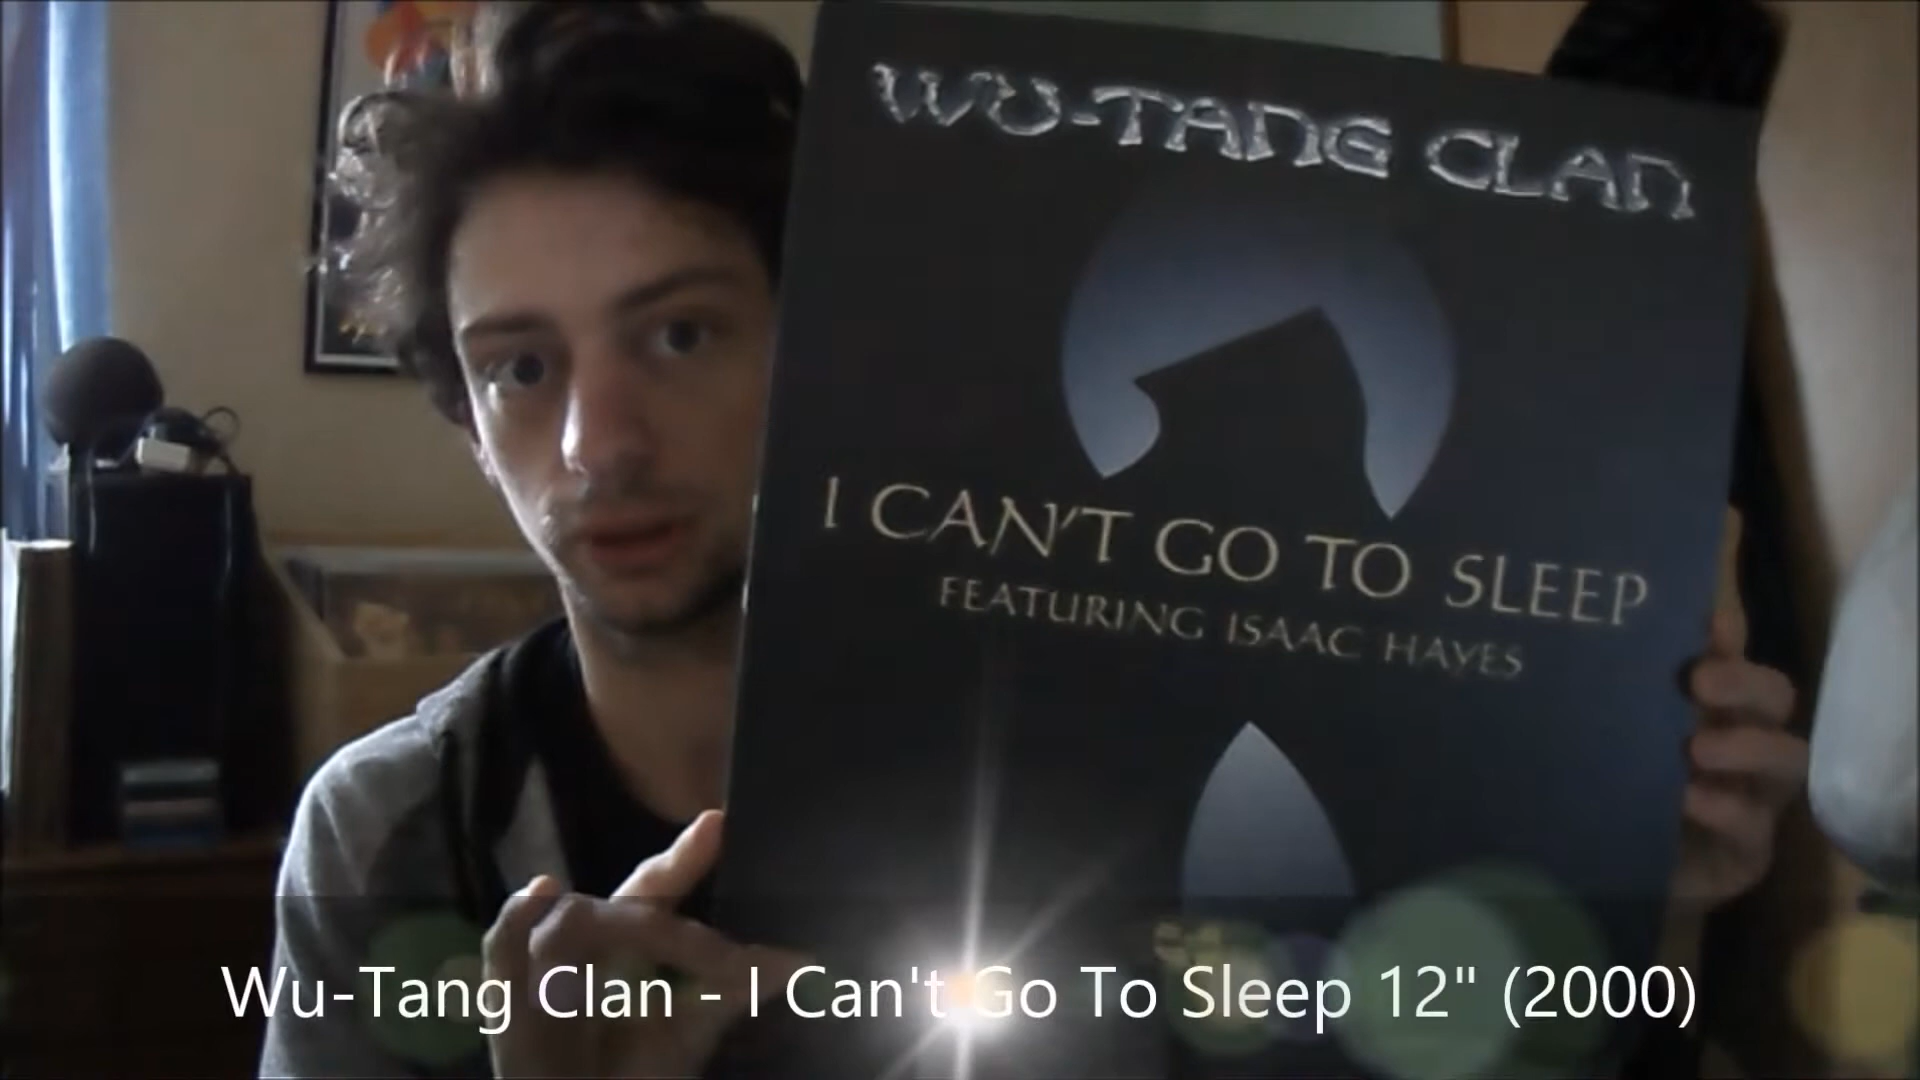 WU-TANG CLAN
I CAN'T GO TO SLEEP
FEATURING ISAAC HAYES
Wu-Tang Clan - I Can't Go To Sleep 12" (2000)